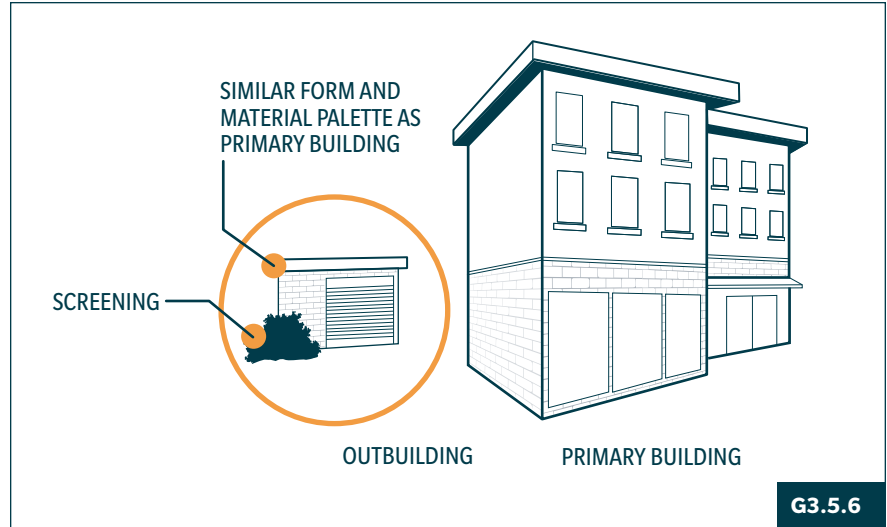 SIMILAR FORM AND
MATERIAL PALETTE AS
PRIMARY BUILDING
SCREENING
OUTBUILDING
PRIMARY BUILDING
G3.5.6